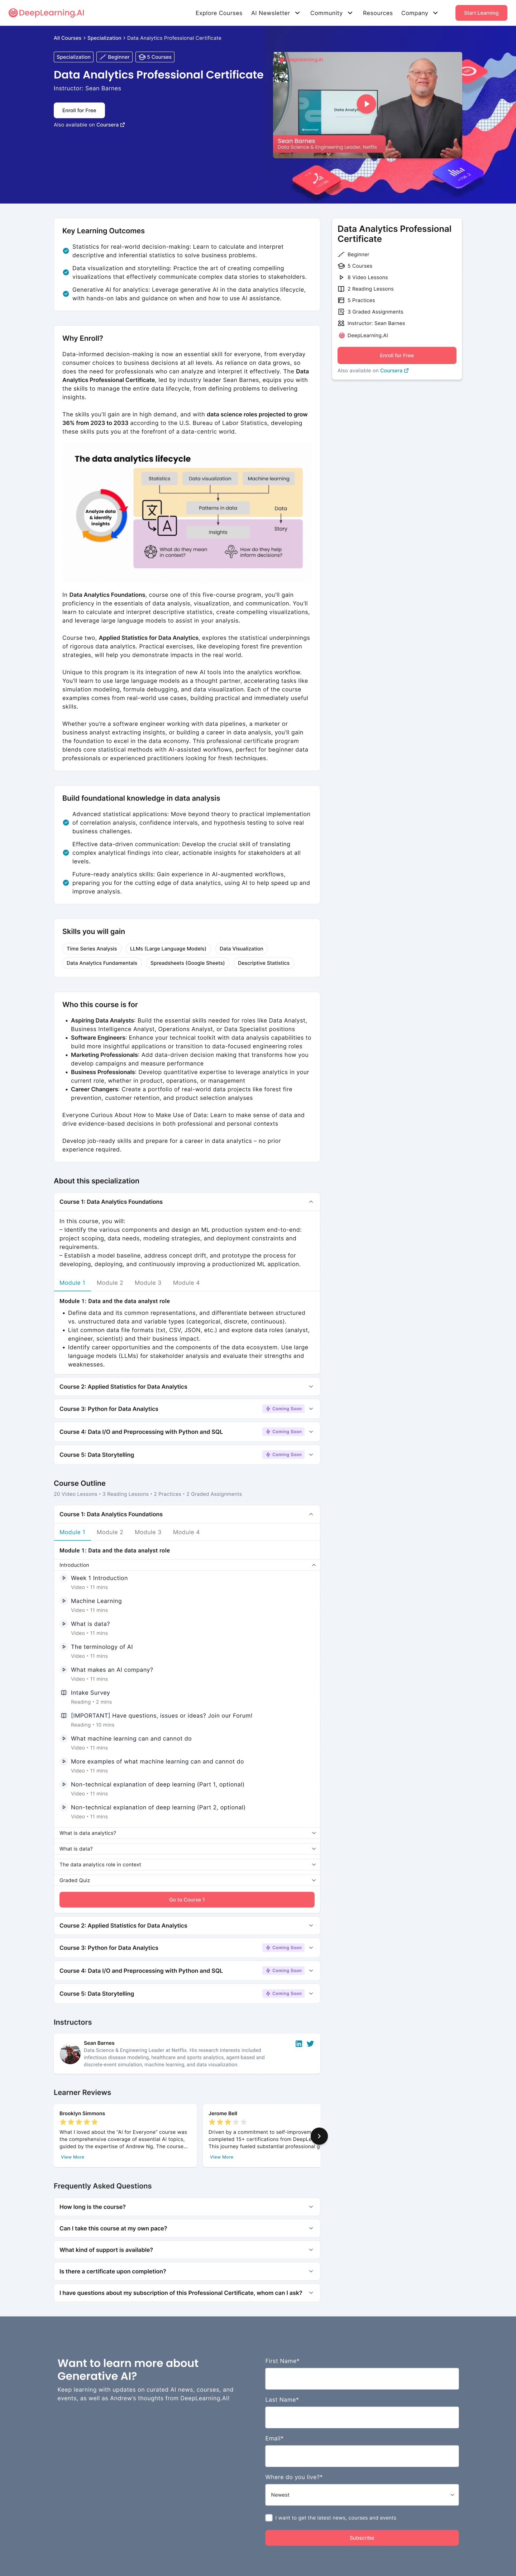 DeepLearning.AI
Explore Courses
AI Newsletter
Community
Resources
Company
Start Learning
All Courses > Specialization > Data Analytics Professional Certificate
Specialization
Beginner
5 Courses
Data Analytics Professional Certificate
Instructor: Sean Barnes
Enroll for Free
Also available on Coursera
Sean Barnes
Data Science & Engineering Leader, Netflix
Key Learning Outcomes
Statistics for real-world decision-making: Learn to calculate and interpret
descriptive and inferential statistics to solve business problems.
Data visualization and storytelling: Practice the art of creating compelling
visualizations that effectively communicate complex data stories to stakeholders.
Generative AI for analytics: Leverage generative AI in the data analytics lifecycle,
with hands-on labs and guidance on when and how to use AI assistance.
Data Analytics Professional
Certificate
Beginner
5 Courses
8 Video Lessons
2 Reading Lessons
5 Practices
3 Graded Assignments
Instructor: Sean Barnes
DeepLearning.AI
Enroll for Free
Also available on Coursera
Why Enroll?
Data-informed decision-making is now an essential skill for everyone, from everyday
consumer choices to business decisions at all levels. As reliance on data grows, so
does the need for professionals who can analyze and interpret it effectively. The Data
Analytics Professional Certificate, led by industry leader Sean Barnes, equips you with
the skills to manage the entire data lifecycle, from defining problems to delivering
insights.
The skills you'll gain are in high demand, and with data science roles projected to grow
36% from 2023 to 2033 according to the U.S. Bureau of Labor Statistics, developing
these skills puts you at the forefront of a data-centric world.
The data analytics lifecycle
Statistics
Data visualization
Machine learning
Analyze data
& identify
insights
Patterns in data
Data
Insights
Story
What do they mean
in context?
How do they help
inform decisions?
In Data Analytics Foundations, course one of this five-course program, you'll gain
proficiency in the essentials of data analysis, visualization, and communication. You'll
learn to calculate and interpret descriptive statistics, create compelling visualizations,
and leverage large language models to assist in your analysis.
Course two, Applied Statistics for Data Analytics, explores the statistical underpinnings
of rigorous data analytics. Practical exercises, like developing forest fire prevention
strategies, will help you demonstrate impacts in the real world.
Unique to this program is its integration of new AI tools into the analytics workflow.
You'll learn to use large language models as a thought partner, accelerating tasks like
simulation modeling, formula debugging, and data visualization. Each of the course
examples comes from real-world use cases, building practical and immediately useful
skills.
Whether you're a software engineer working with data pipelines, a marketer or
business analyst extracting insights, or building a career in data analysis, you'll gain
the foundation to excel in the data economy. This professional certificate program
blends core statistical methods with AI-assisted workflows, perfect for beginner data
professionals or experienced practitioners looking for fresh techniques.
Build foundational knowledge in data analysis
Advanced statistical applications: Move beyond theory to practical implementation
of correlation analysis, confidence intervals, and hypothesis testing to solve real
business challenges.
Effective data-driven communication: Develop the crucial skill of translating
complex analytical findings into clear, actionable insights for stakeholders at all
levels.
Future-ready analytics skills: Gain experience in AI-augmented workflows,
preparing you for the cutting edge of data analytics, using AI to help speed up and
improve analysis.
Skills you will gain
Time Series Analysis
LLMs (Large Language Models)
Data Visualization
Data Analytics Fundamentals
Spreadsheets (Google Sheets)
Descriptive Statistics
Who this course is for
Aspiring Data Analysts: Build the essential skills needed for roles like Data Analyst,
Business Intelligence Analyst, Operations Analyst, or Data Specialist positions
Software Engineers: Enhance your technical toolkit with data analysis capabilities to
build more insightful applications or transition to data-focused engineering roles
Marketing Professionals: Add data-driven decision making that transforms how you
develop campaigns and measure performance
Business Professionals: Develop quantitative expertise to leverage analytics in your
current role, whether in product, operations, or management
Career Changers: Create a portfolio of real-world data projects like forest fire
prevention, customer retention, and product selection analyses
Everyone Curious About How to Make Use of Data: Learn to make sense of data and
drive evidence-based decisions in both professional and personal contexts
Develop job-ready skills and prepare for a career in data analytics – no prior
experience required.
About this specialization
Course 1: Data Analytics Foundations
In this course, you will:
– Identify the various components and design an ML production system end-to-end:
project scoping, data needs, modeling strategies, and deployment constraints and
requirements.
– Establish a model baseline, address concept drift, and prototype the process for
developing, deploying, and continuously improving a productionized ML application.
Module 1
Module 2
Module 3
Module 4
Module 1: Data and the data analyst role
Define data and its common representations, and differentiate between structured
vs. unstructured data and variable types (categorical, discrete, continuous).
List common data file formats (txt, CSV, JSON, etc.) and explore data roles (analyst,
engineer, scientist) and their business impact.
Identify career opportunities and the components of the data ecosystem. Use large
language models (LLMs) for stakeholder analysis and evaluate their strengths and
weaknesses.
Course 2: Applied Statistics for Data Analytics
Course 3: Python for Data Analytics
Coming Soon
Course 4: Data I/O and Preprocessing with Python and SQL
Coming Soon
Course 5: Data Storytelling
Coming Soon
Course Outline
20 Video Lessons • 3 Reading Lessons • 2 Practices • 2 Graded Assignments
Course 1: Data Analytics Foundations
Module 1
Module 2
Module 3
Module 4
Module 1: Data and the data analyst role
Introduction
Week 1 Introduction
Video • 11 mins
Machine Learning
Video • 11 mins
What is data?
Video • 11 mins
The terminology of AI
Video • 11 mins
What makes an AI company?
Video • 11 mins
Intake Survey
Reading • 2 mins
[IMPORTANT] Have questions, issues or ideas? Join our Forum!
Reading • 10 mins
What machine learning can and cannot do
Video • 11 mins
More examples of what machine learning can and cannot do
Video • 11 mins
Non-technical explanation of deep learning (Part 1, optional)
Video • 11 mins
Non-technical explanation of deep learning (Part 2, optional)
Video • 11 mins
What is data analytics?
What is data?
The data analytics role in context
Graded Quiz
Go to Course 1
Course 2: Applied Statistics for Data Analytics
Course 3: Python for Data Analytics
Coming Soon
Course 4: Data I/O and Preprocessing with Python and SQL
Coming Soon
Course 5: Data Storytelling
Coming Soon
Instructors
Sean Barnes
Data Science & Engineering Leader at Netflix. His research interests included
infectious disease modeling, healthcare and sports analytics, agent-based and
discrete-event simulation, machine learning, and data visualization.
Learner Reviews
Brooklyn Simmons
What I loved about the "AI for Everyone" course was
the comprehensive coverage of essential AI topics,
guided by the expertise of Andrew Ng. The course...
View More
Jerome Bell
Driven by a commitment to self-improvem
completed 15+ certifications from DeepL
This journey fueled substantial professional g
View More
Frequently Asked Questions
How long is the course?
Can I take this course at my own pace?
What kind of support is available?
Is there a certificate upon completion?
I have questions about my subscription of this Professional Certificate, whom can I ask?
Want to learn more about
Generative AI?
Keep learning with updates on curated AI news, courses, and
events, as well as Andrew's thoughts from DeepLearning.AI!
First Name*
Last Name*
Email*
Where do you live?*
Newest
I want to get the latest news, courses and events
Subscribe